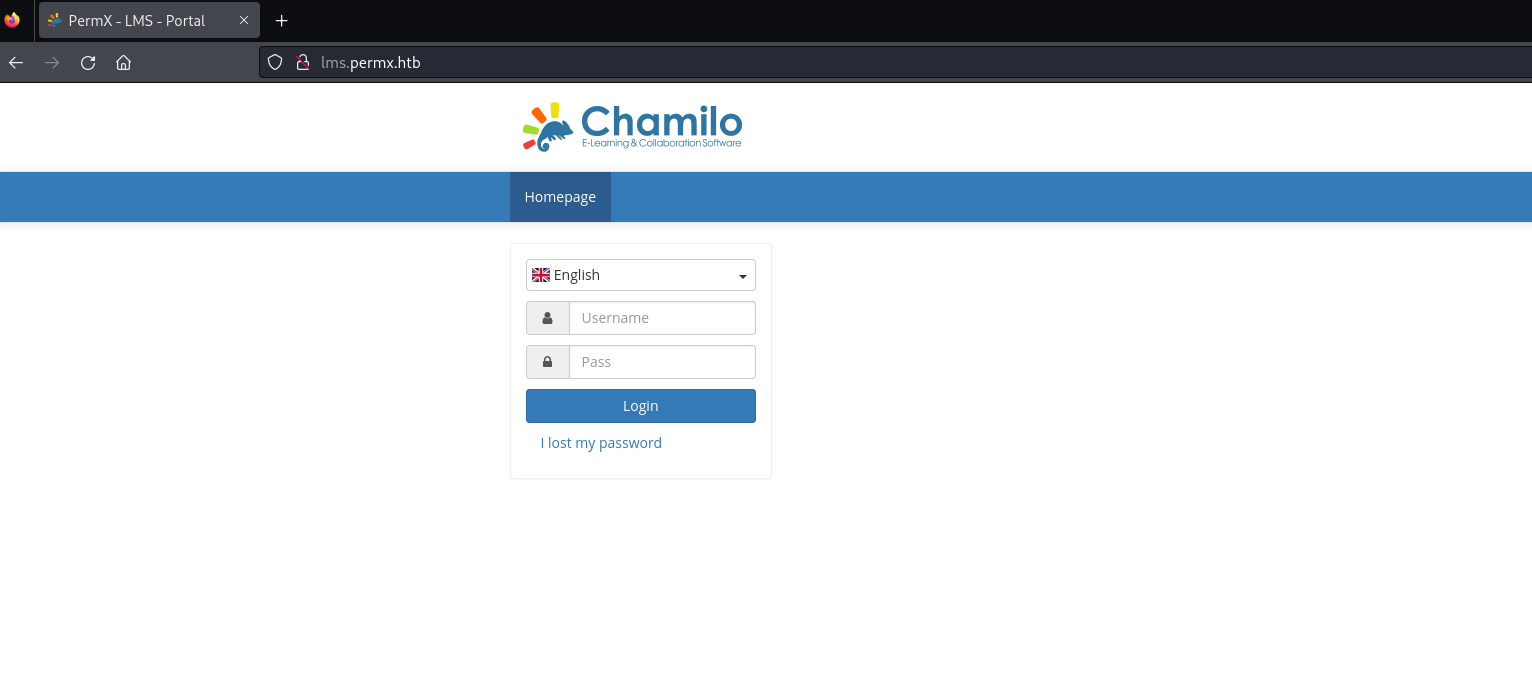 PermX - LMS - Portal
lms.permx.htb
Chamilo
E-Learning & Collaboration Software
Homepage
English
Username
Pass
Login
I lost my password